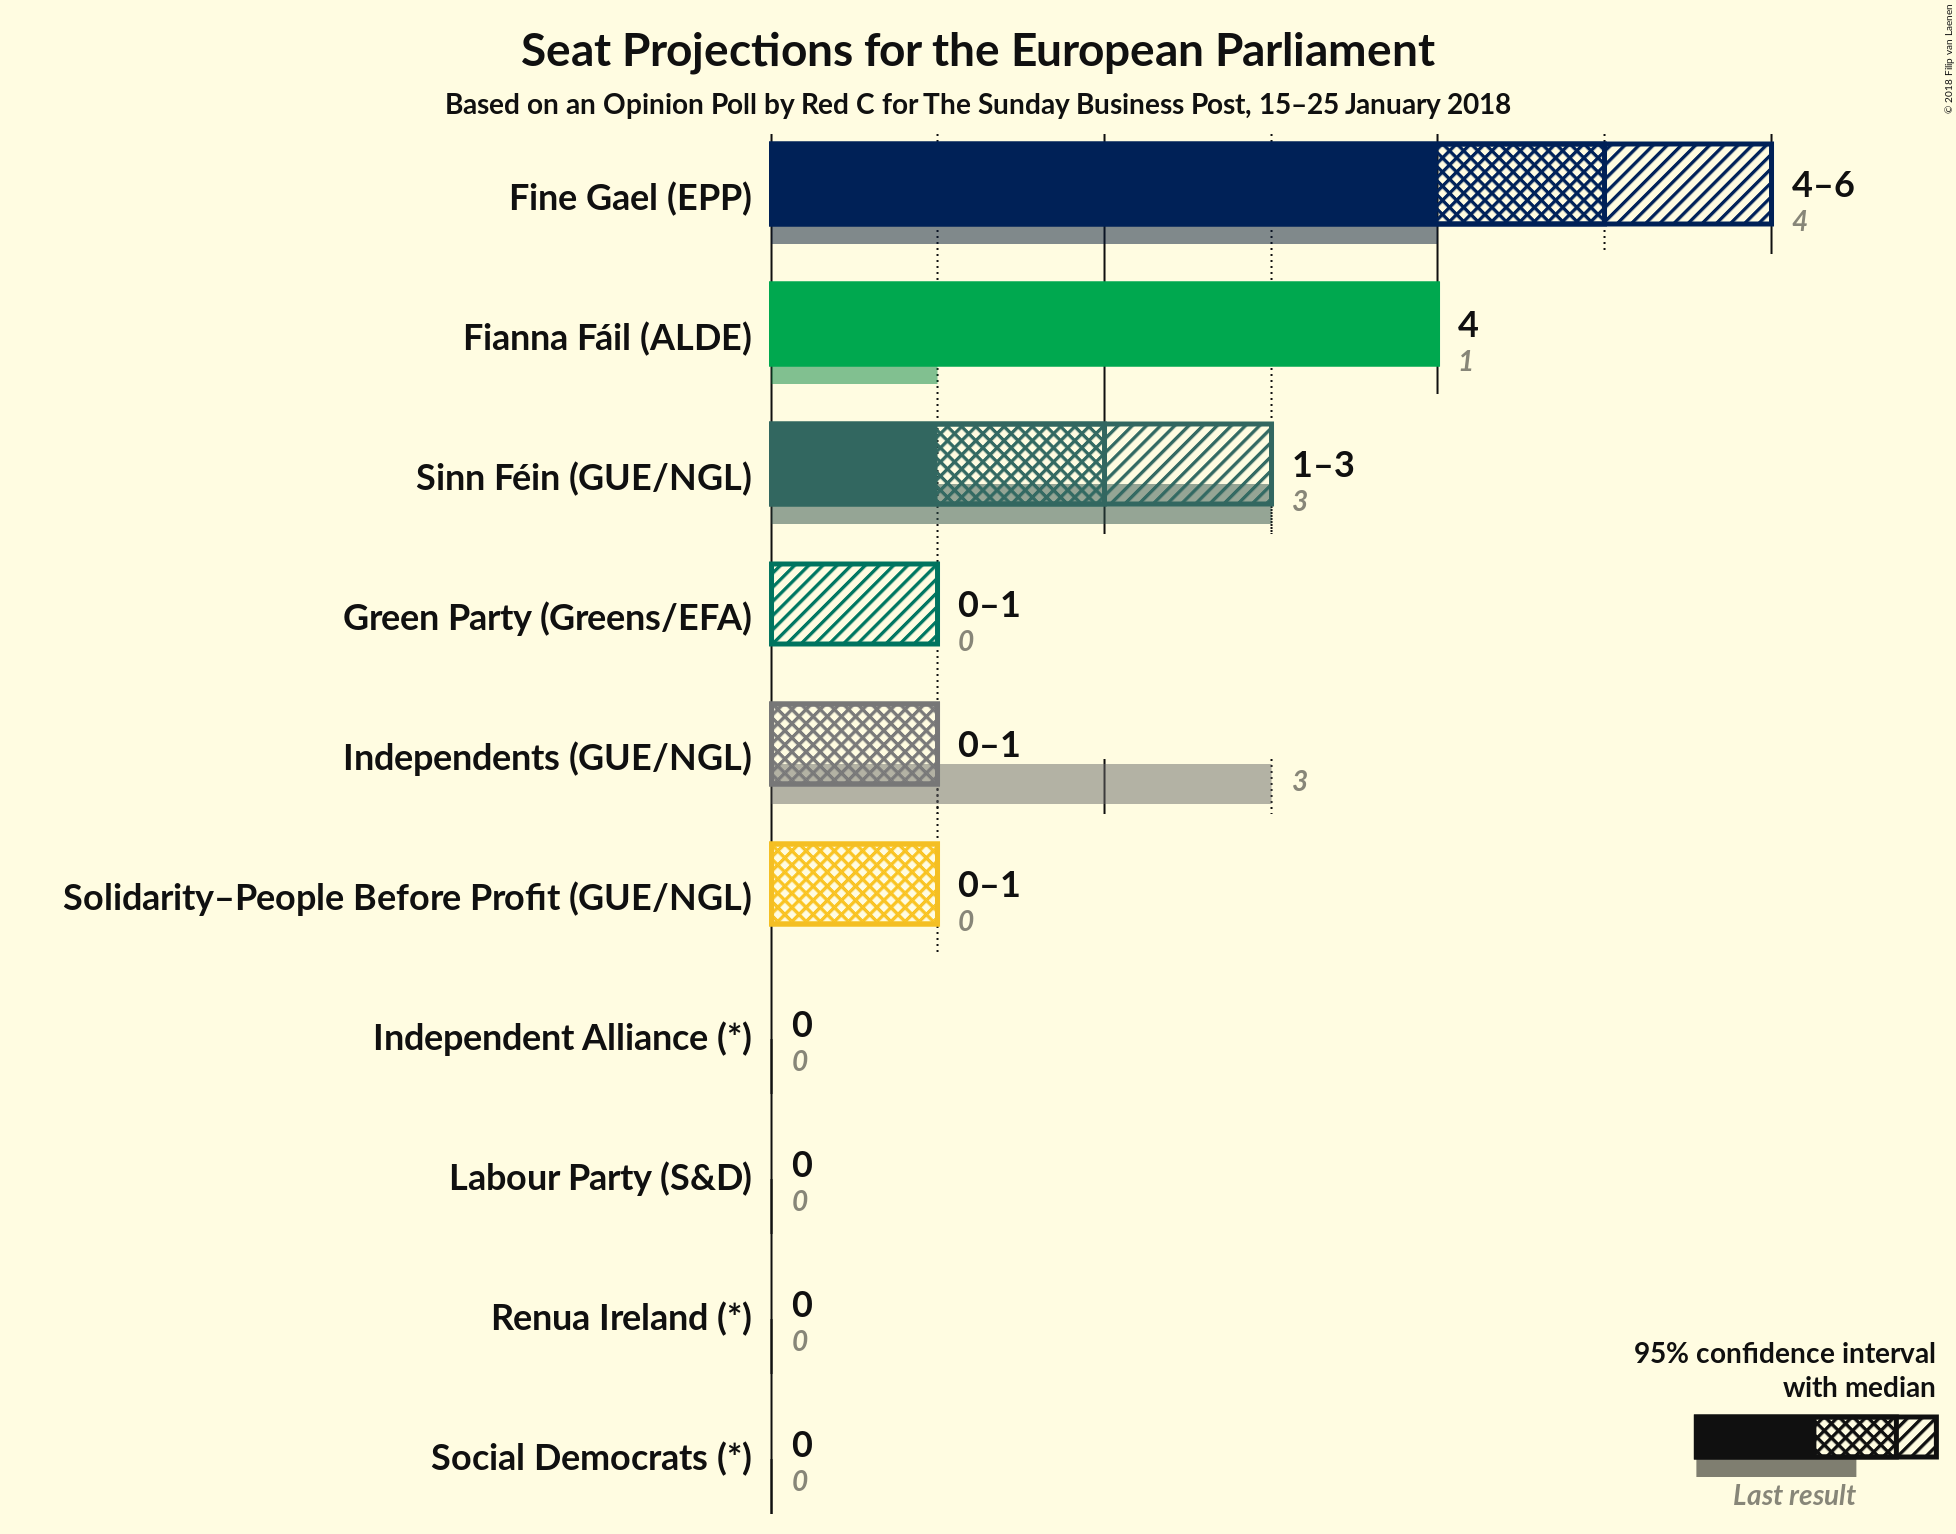 Seat Projections for the European Parliament
Based on an Opinion Poll by Red C for The Sunday Business Post, 15–25 January 2018
© 2018 Filip van Laenen
Fine Gael (EPP)
4–6
4
Fianna Fáil (ALDE)
4
1
Sinn Féin (GUE/NGL)
1–3
3
Green Party (Greens/EFA)
0–1
0
Independents (GUE/NGL)
0–1
3
Solidarity–People Before Profit (GUE/NGL)
0–1
0
Independent Alliance (*)
0
0
Labour Party (S&D)
0
0
Renua Ireland (*)
0
0
Social Democrats (*)
0
0
95% confidence interval
with median
Last result